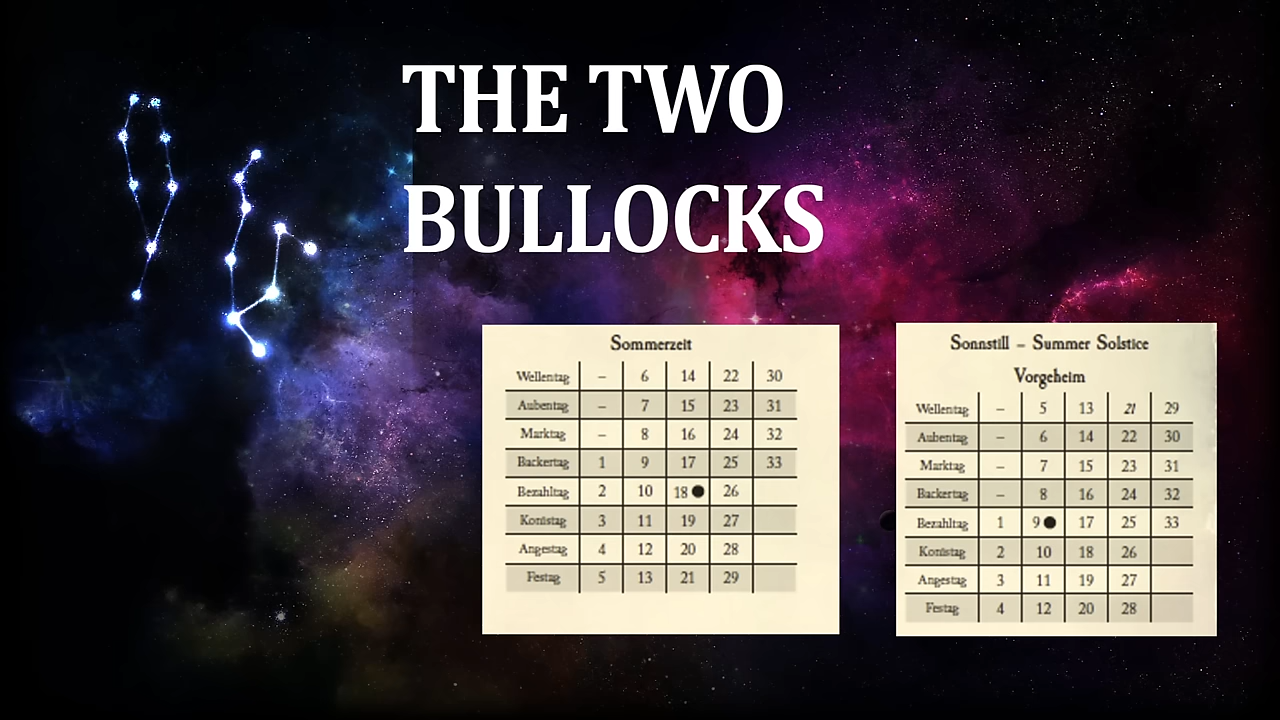 THE TWO
BULLOCKS
Sommerzeit
Wellentag – 6 14 22 30
Aubentag – 7 15 23 31
Marktag – 8 16 24 32
Backertag 1 9 17 25 33
Bezahltag 2 10 18 ● 26
Konistag 3 11 19 27
Angestag 4 12 20 28
Festag 5 13 21 29
Sonnstill – Summer Solstice
Vorgeheim
Wellentag – 5 13 21 29
Aubentag – 6 14 22 30
Marktag – 7 15 23 31
Backertag – 8 16 24 32
Bezahltag 1 9 ● 17 25 33
Konistag 2 10 18 26
Angestag 3 11 19 27
Festag 4 12 20 28